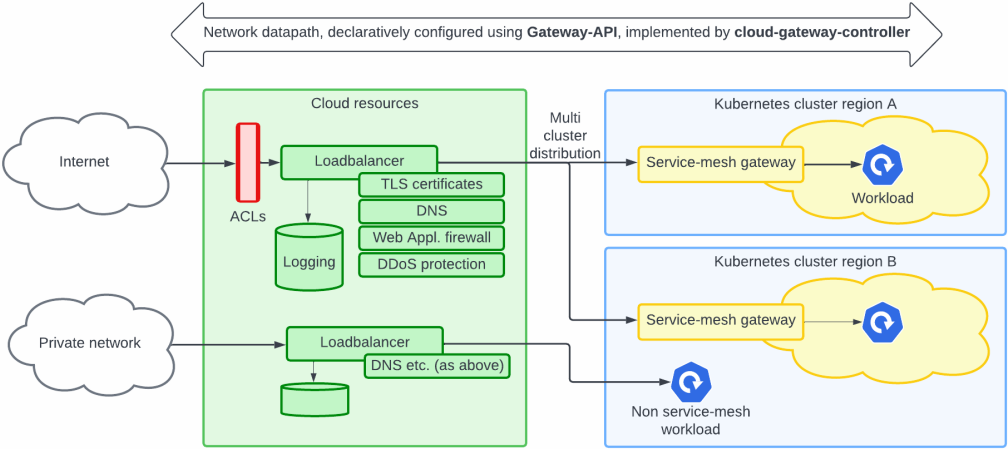 Network datapath, declaratively configured using Gateway-API, implemented by cloud-gateway-controller
Cloud resources
Internet
ACLs
Loadbalancer
TLS certificates
DNS
Web Appl. firewall
DDoS protection
Logging
Multi
cluster
distribution
Kubernetes cluster region A
Service-mesh gateway
Workload
Private network
Loadbalancer
DNS etc. (as above)
Kubernetes cluster region B
Service-mesh gateway
Non service-mesh
workload